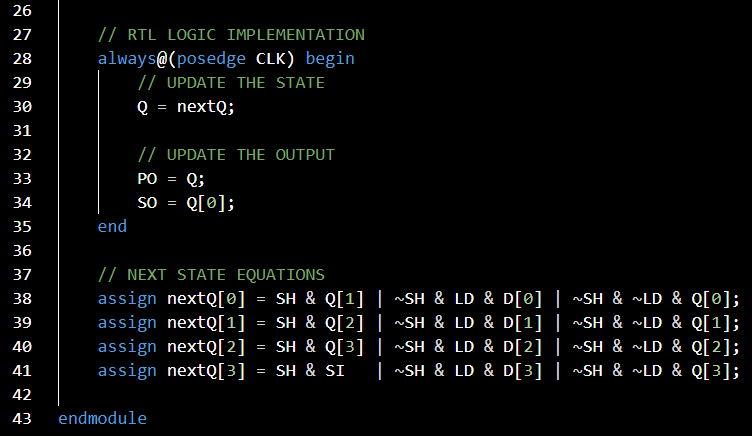 26
27 // RTL LOGIC IMPLEMENTATION
28 always@(posedge CLK) begin
29 // UPDATE THE STATE
30 Q = nextQ;
31
32 // UPDATE THE OUTPUT
33 PO = Q;
34 SO = Q[0];
35 end
36
37 // NEXT STATE EQUATIONS
38 assign nextQ[0] = SH & Q[1] | ~SH & LD & D[0] | ~SH & ~LD & Q[0];
39 assign nextQ[1] = SH & Q[2] | ~SH & LD & D[1] | ~SH & ~LD & Q[1];
40 assign nextQ[2] = SH & Q[3] | ~SH & LD & D[2] | ~SH & ~LD & Q[2];
41 assign nextQ[3] = SH & SI   | ~SH & LD & D[3] | ~SH & ~LD & Q[3];
42
43 endmodule